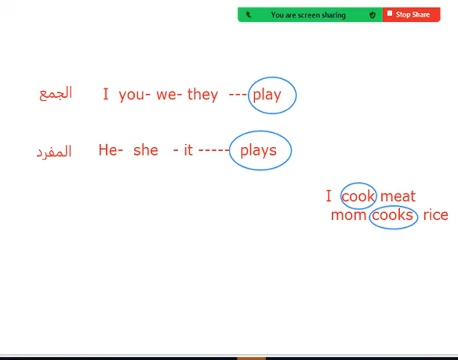 You are screen sharing Stop Share
الجمع I you- we- they --- play
المفرد He- she - it ----- plays
I cook meat
mom cooks rice